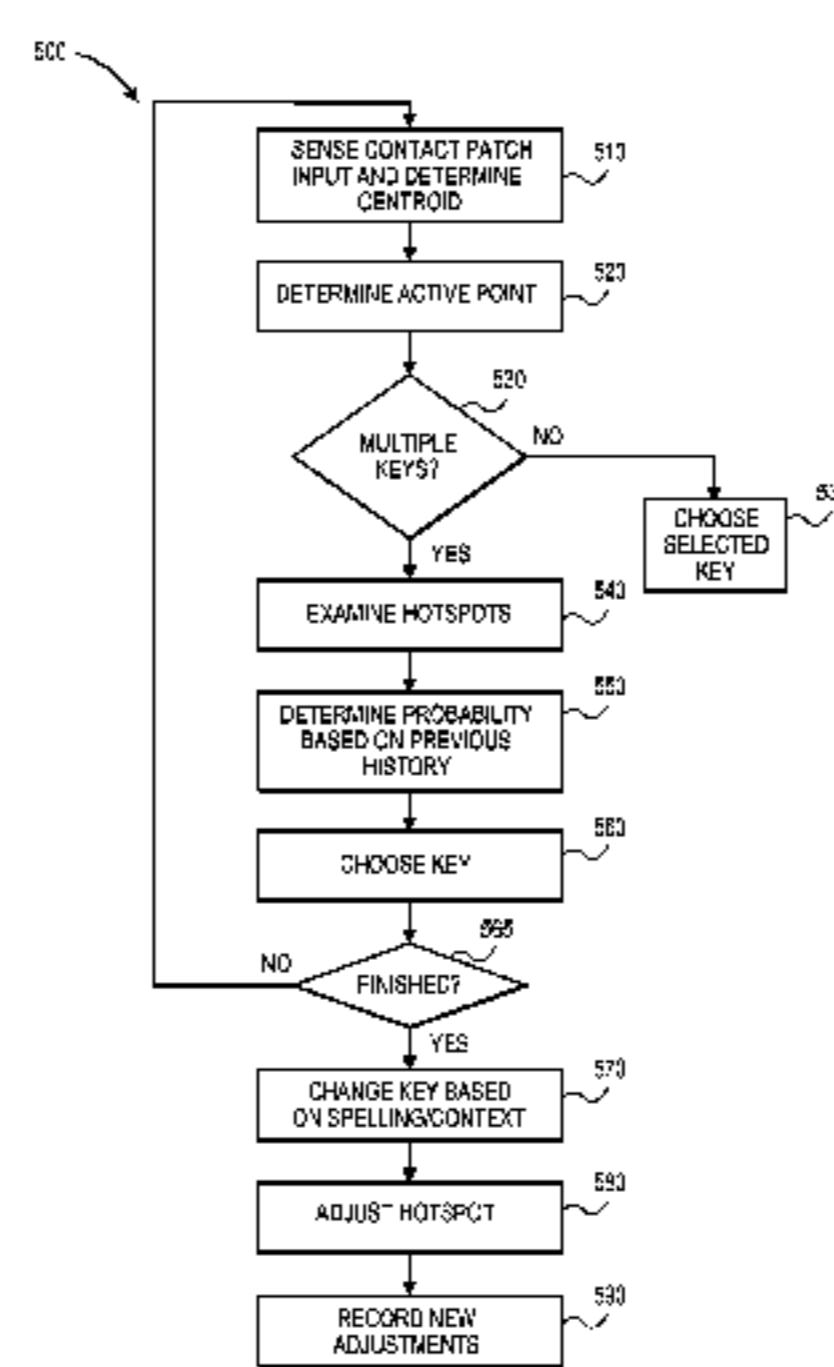 500
SENSE CONTACT PATCH
INPUT AND DETERMINE
CENTROID
510
DETERMINE ACTIVE POINT
520
530
MULTIPLE
KEYS?
NO
CHOOSE
SELECTED
KEY
YES
540
EXAMINE HOTSPOTS
550
DETERMINE PROBABILITY
BASED ON PREVIOUS
HISTORY
560
CHOOSE KEY
565
NO
FINISHED?
YES
570
CHANGE KEY BASED
ON SPELLING/CONTEXT
ADJUST HOTSPOT
RECORD NEW
ADJUSTMENTS